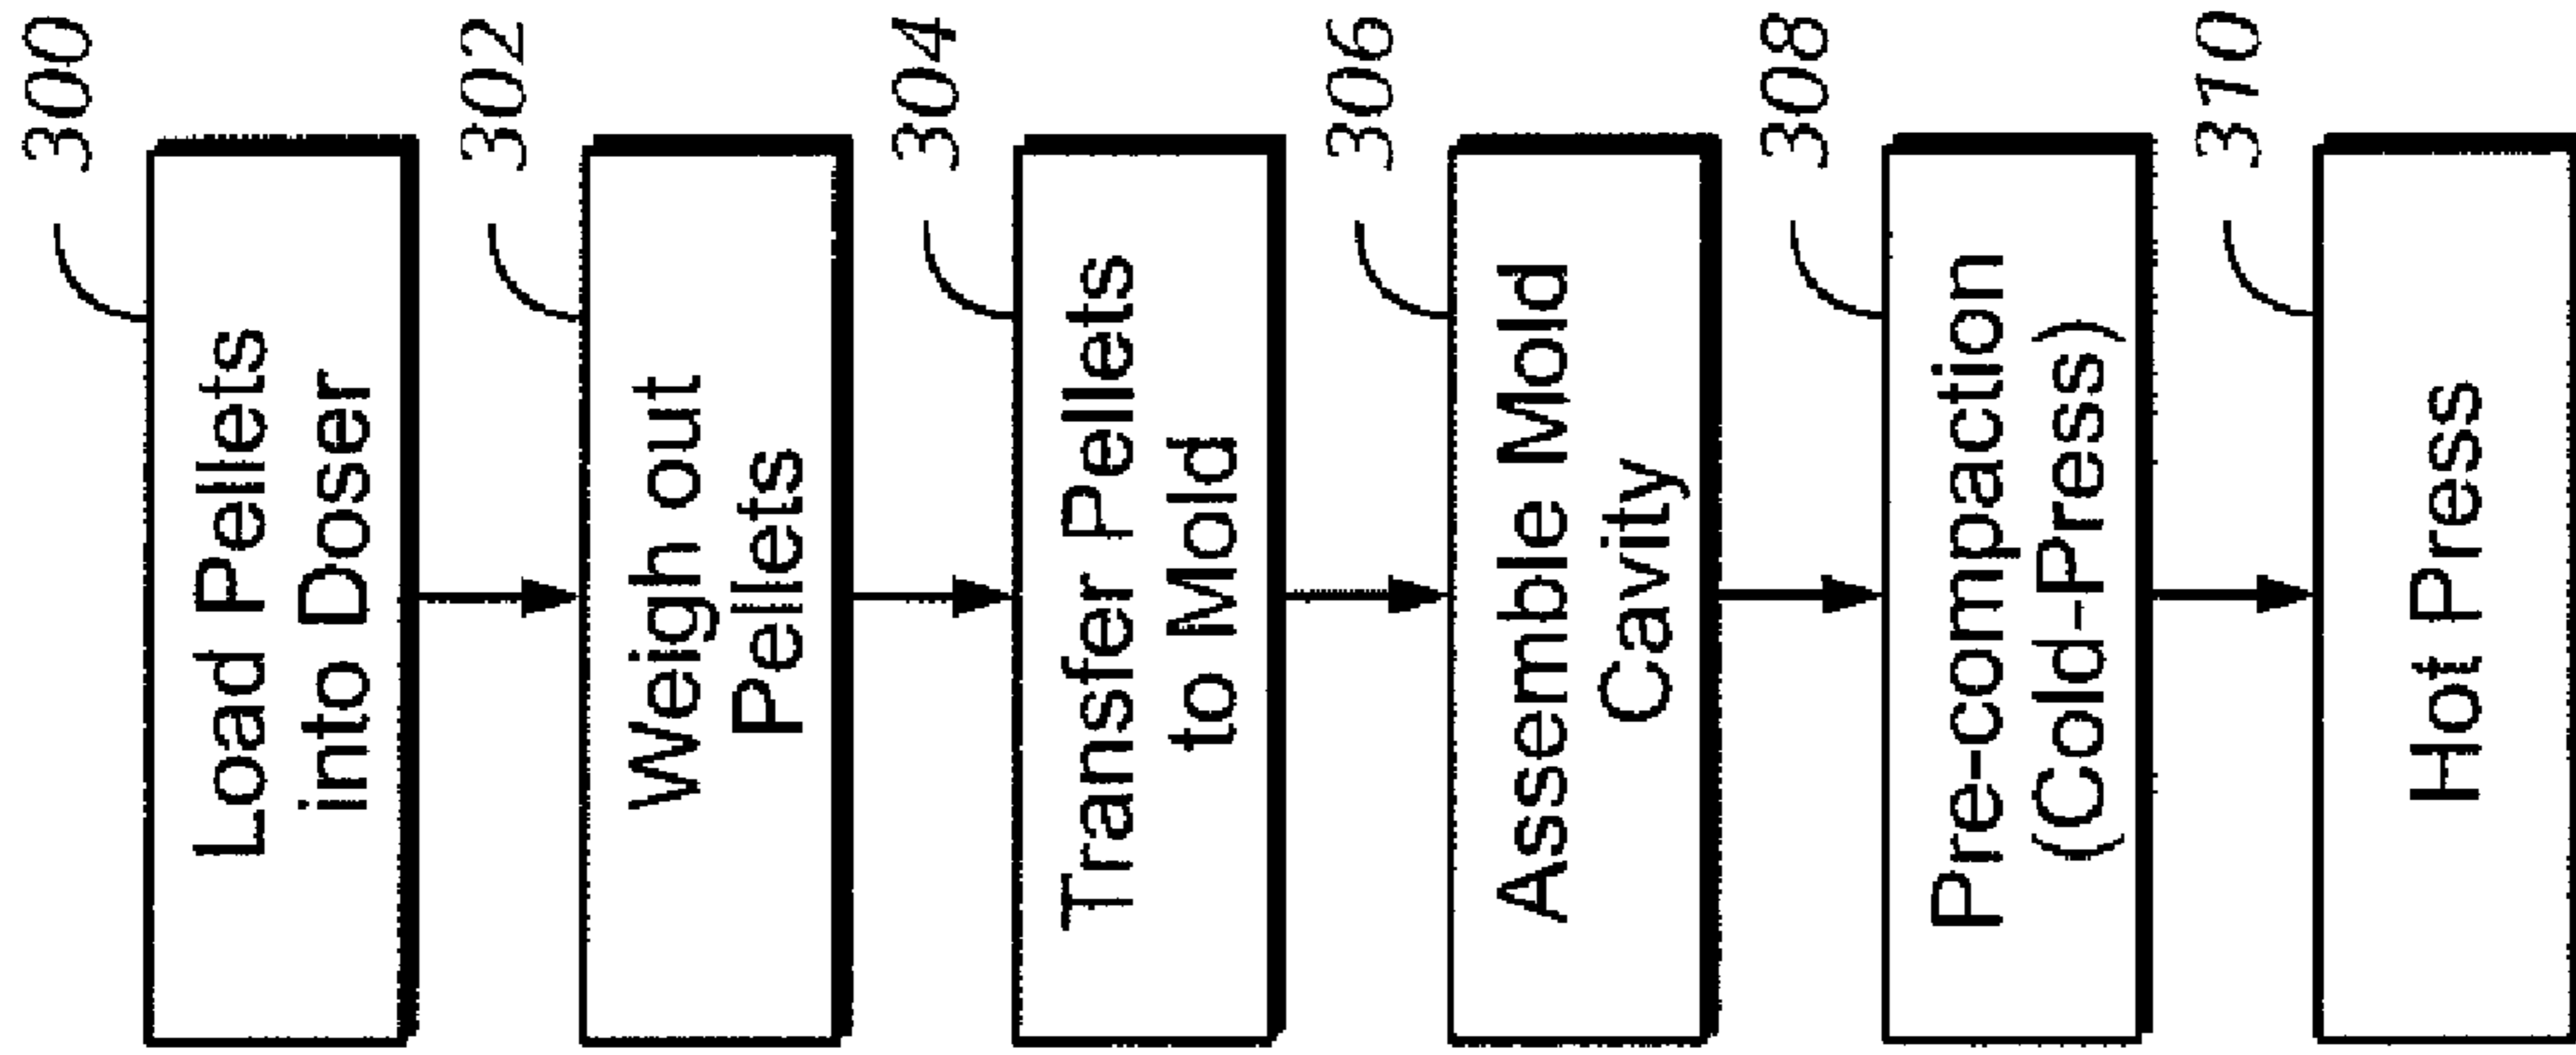 300
Load Pellets
into Doser
302
Weigh out
Pellets
304
Transfer Pellets
to Mold
306
Assemble Mold
Cavity
308
Pre-compaction
(Cold-Press)
310
Hot Press